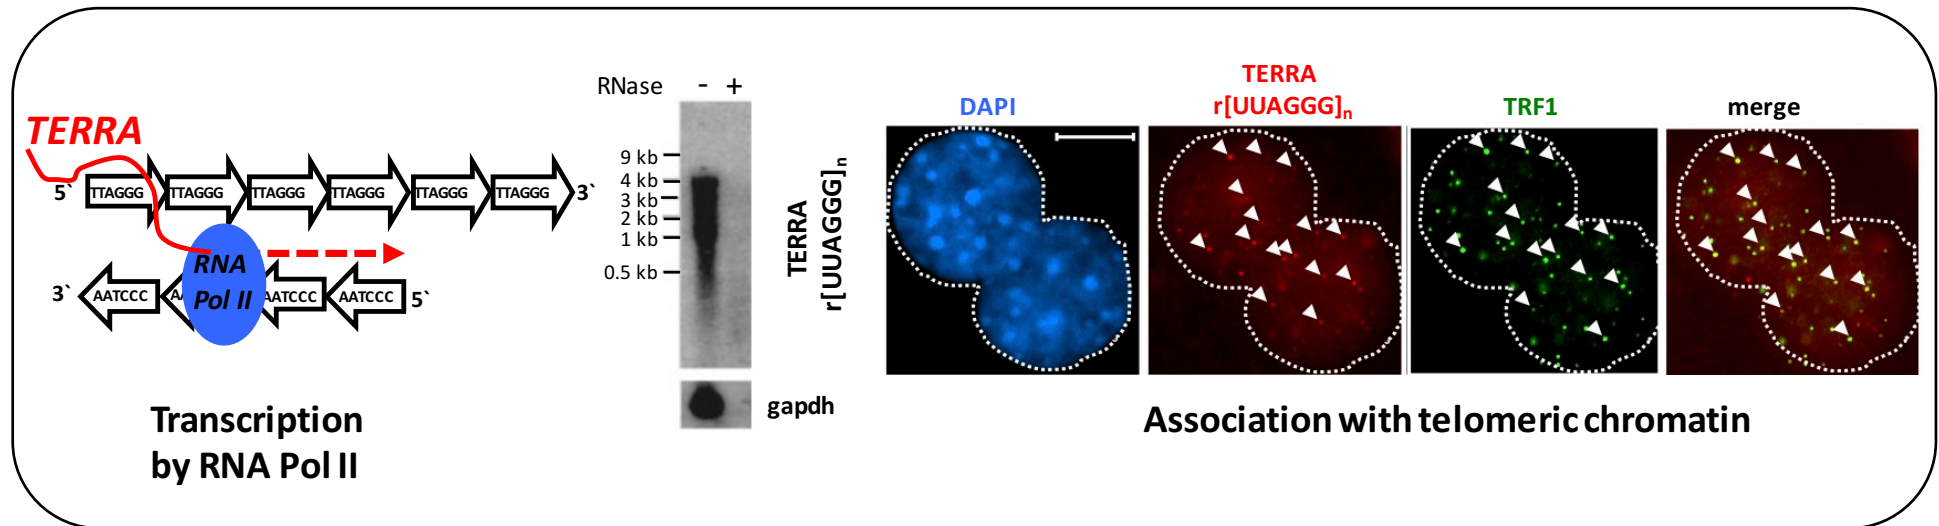 TERRA
5`
TTAGGG TTAGGG TTAGGG TTAGGG TTAGGG TTAGGG
3`
RNA
Pol II
3`
AATCCC
AA
AATCCC
AATCCC
5`
Transcription
by RNA Pol II
RNase - +
9 kb
4 kb
3 kb
2 kb
1 kb
0.5 kb
TERRA
r[UUAGGG]n
gapdh
DAPI
TERRA
r[UUAGGG]n
TRF1
merge
Association with telomeric chromatin